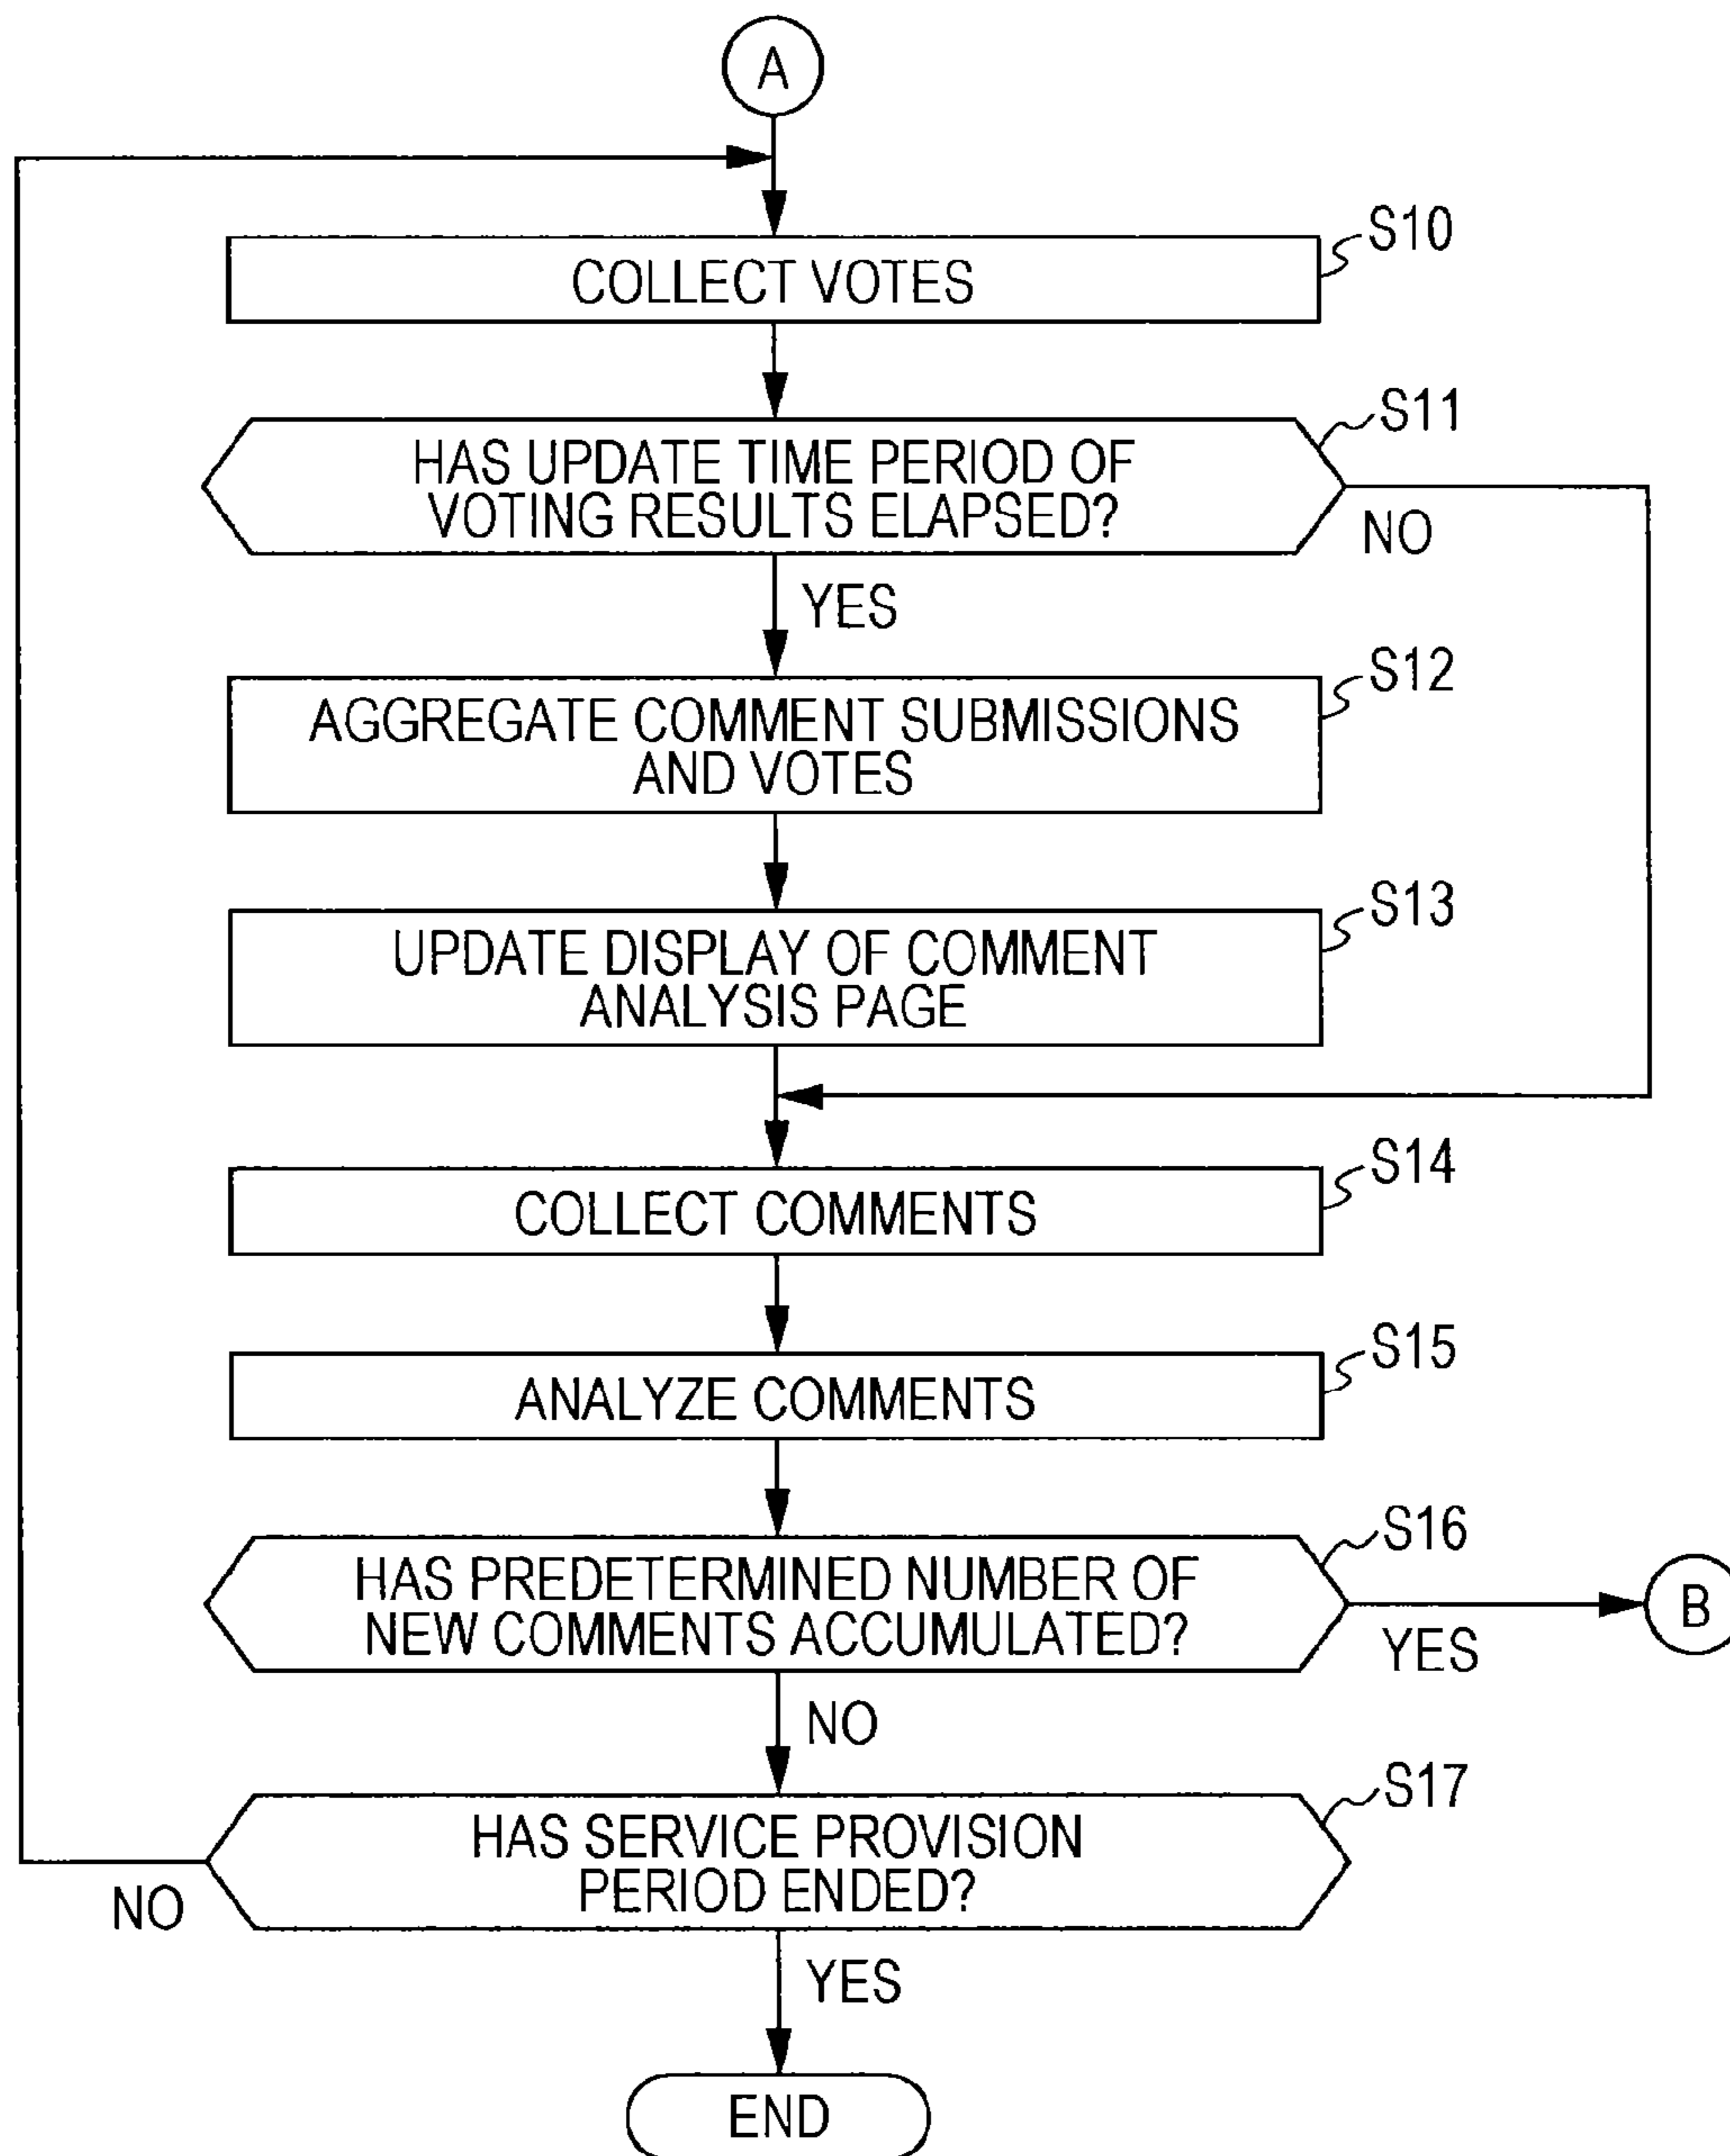 A
S10
COLLECT VOTES
S11
HAS UPDATE TIME PERIOD OF
VOTING RESULTS ELAPSED?
NO
YES
S12
AGGREGATE COMMENT SUBMISSIONS
AND VOTES
S13
UPDATE DISPLAY OF COMMENT
ANALYSIS PAGE
S14
COLLECT COMMENTS
S15
ANALYZE COMMENTS
S16
HAS PREDETERMINED NUMBER OF
NEW COMMENTS ACCUMULATED?
B
YES
NO
S17
HAS SERVICE PROVISION
PERIOD ENDED?
NO
YES
END